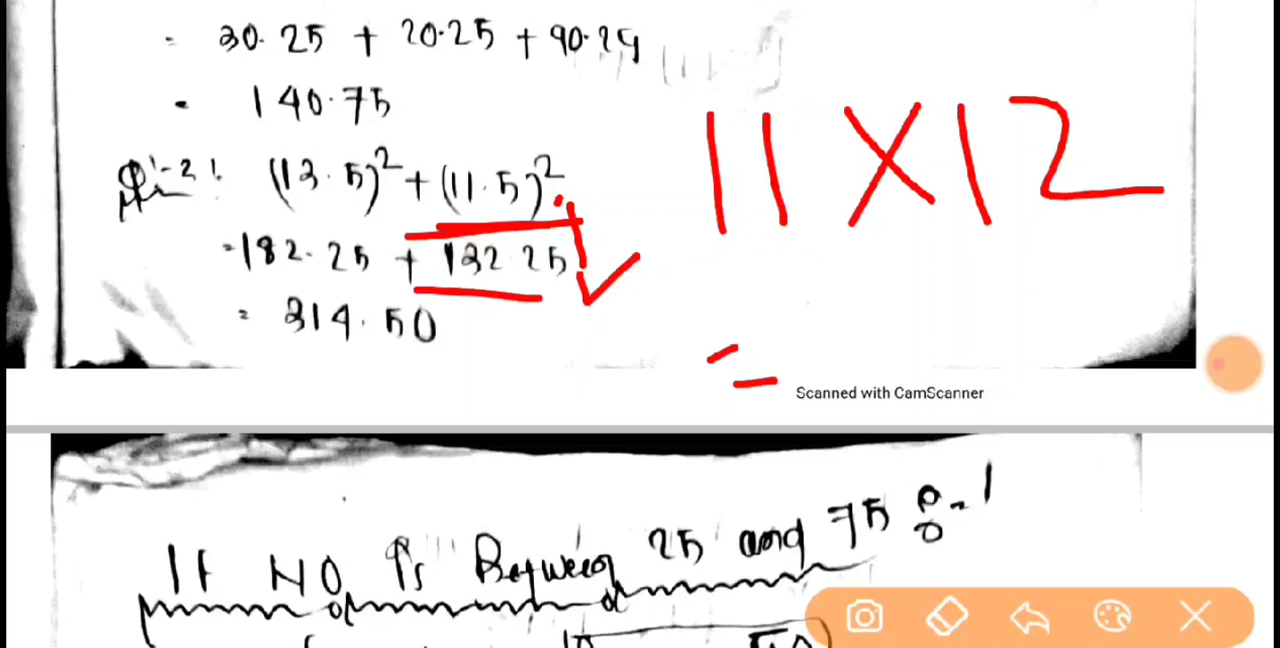 = 30.25 + 20.25 + 90.25
= 140.75
(13.5)² + (11.5)²
= 182.25 + 132.25
= 314.50
11 X 12
=
Scanned with CamScanner
If NO is Between 25 and 75 :-